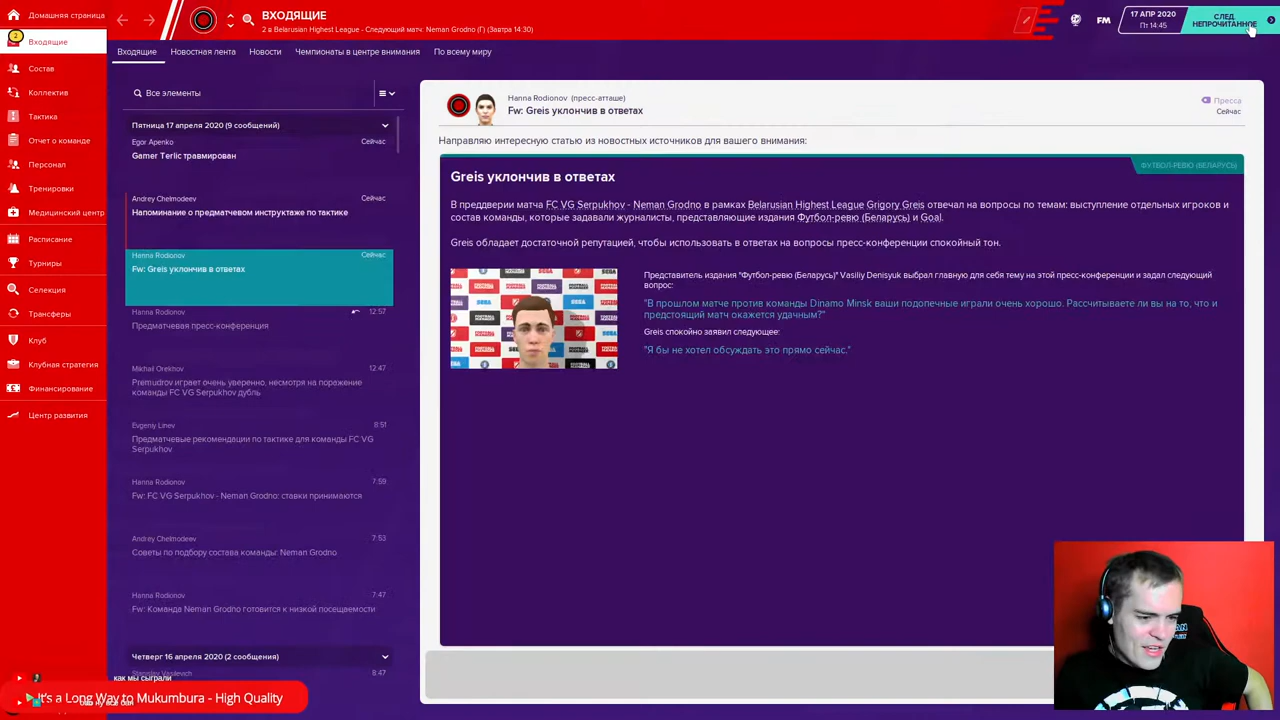 Домашняя страница
2
Входящие
Состав
Коллектив
Тактика
Отчет о команде
Персонал
Тренировки
Медицинский центр
Расписание
Турниры
Селекция
Трансферы
Клуб
Клубная стратегия
Финансирование
Центр развития
ВХОДЯЩИЕ
2 в Belarusian Highest League - Следующий матч: Neman Grodno (Г) (Завтра 14:30)
FM
17 АПР 2020
Пт 14:45
СЛЕД.
НЕПРОЧИТАННОЕ
Входящие Новостная лента Новости Чемпионаты в центре внимания По всему миру
Все элементы
Пятница 17 апреля 2020 (9 сообщений)
Egor Apenko Сейчас
Gamer Terlic травмирован
Andrey Chelmodeev Сейчас
Напоминание о предматчевом инструктаже по тактике
Hanna Rodionov Сейчас
Fw: Greis уклончив в ответах
Hanna Rodionov 12:57
Предматчевая пресс-конференция
Mikhail Orekhov 12:47
Premudrov играет очень уверенно, несмотря на поражение
команды FC VG Serpukhov дубль
Evgeniy Linev 8:51
Предматчевые рекомендации по тактике для команды FC VG
Serpukhov
Hanna Rodionov 7:59
Fw: FC VG Serpukhov - Neman Grodno: ставки принимаются
Andrey Chelmodeev 7:53
Советы по подбору состава команды: Neman Grodno
Hanna Rodionov 7:47
Fw: Команда Neman Grodno готовится к низкой посещаемости
Четверг 16 апреля 2020 (2 сообщения)
Stanislav Vasilevich 8:47
Hanna Rodionov (пресс-атташе)
Fw: Greis уклончив в ответах
Пресса
Сейчас
Направляю интересную статью из новостных источников для вашего внимания:
ФУТБОЛ-РЕВЮ (БЕЛАРУСЬ)
Greis уклончив в ответах
В преддверии матча FC VG Serpukhov - Neman Grodno в рамках Belarusian Highest League Grigory Greis отвечал на вопросы по темам: выступление отдельных игроков и
состав команды, которые задавали журналисты, представляющие издания Футбол-ревю (Беларусь) и Goal.
Greis обладает достаточной репутацией, чтобы использовать в ответах на вопросы пресс-конференции спокойный тон.
Представитель издания "Футбол-ревю (Беларусь)" Vasiliy Denisyuk выбрал главную для себя тему на этой пресс-конференции и задал следующий
вопрос:
"В прошлом матче против команды Dinamo Minsk ваши подопечные играли очень хорошо. Рассчитываете ли вы на то, что и
предстоящий матч окажется удачным?"
Greis спокойно заявил следующее:
"Я бы не хотел обсуждать это прямо сейчас."
как мы сыграли
It's a Long Way to Mukumbura - High Quality